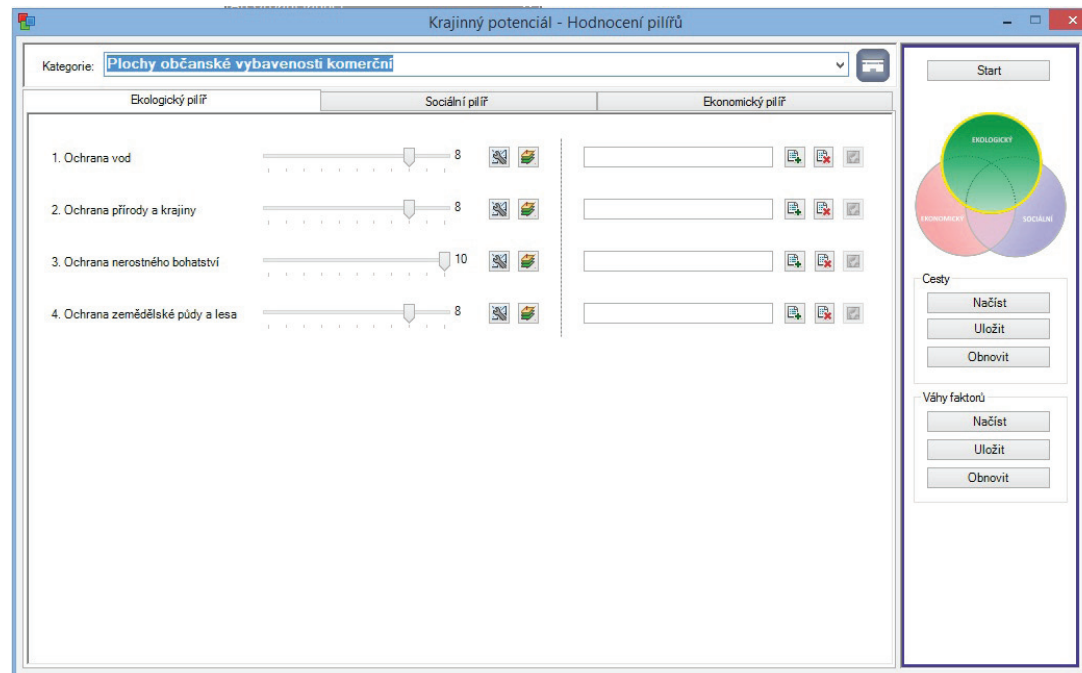 Krajinný potenciál - Hodnocení pilířů
Kategorie: Plochy občanské vybavenosti komerční
Start
Ekologický pilíř Sociální pilíř Ekonomický pilíř
1. Ochrana vod 8
2. Ochrana přírody a krajiny 8
3. Ochrana nerostného bohatství 10
4. Ochrana zemědělské půdy a lesa 8
EKOLOGICKÝ
EKONOMICKÝ SOCIÁLNÍ
Cesty
Načíst
Uložit
Obnovit
Váhy faktorů
Načíst
Uložit
Obnovit